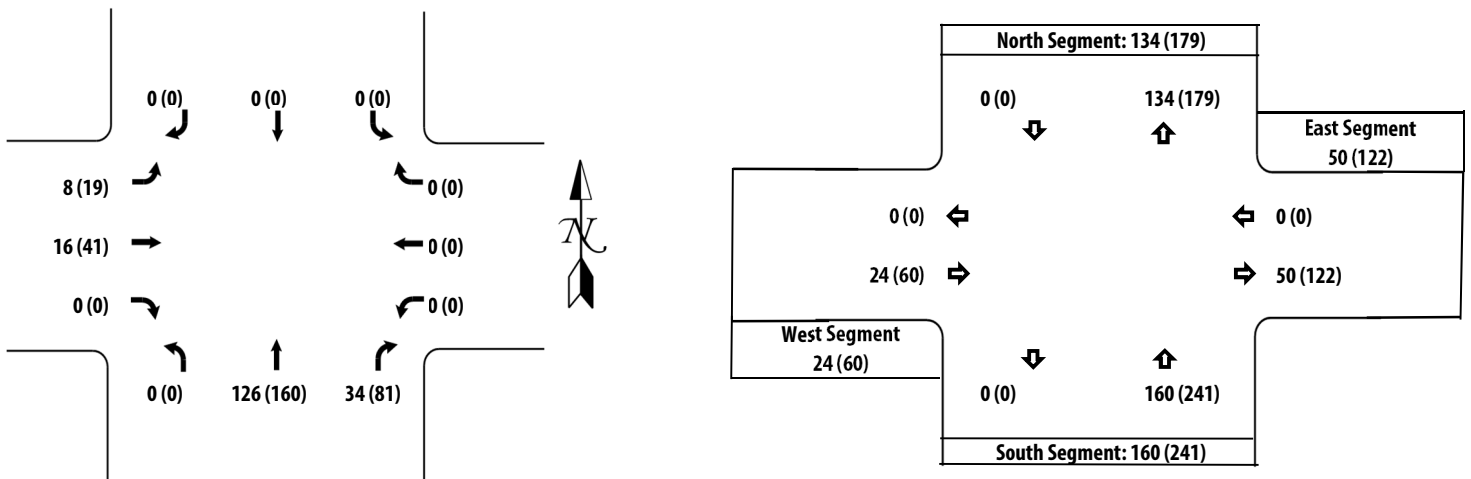 0 (0) 0 (0) 0 (0)
8 (19) 0 (0)
16 (41) 0 (0)
0 (0) 0 (0)
0 (0) 126 (160) 34 (81)
N
North Segment: 134 (179)
0 (0) 134 (179)
East Segment
50 (122)
0 (0) 0 (0)
24 (60) 50 (122)
West Segment
24 (60)
0 (0) 160 (241)
South Segment: 160 (241)